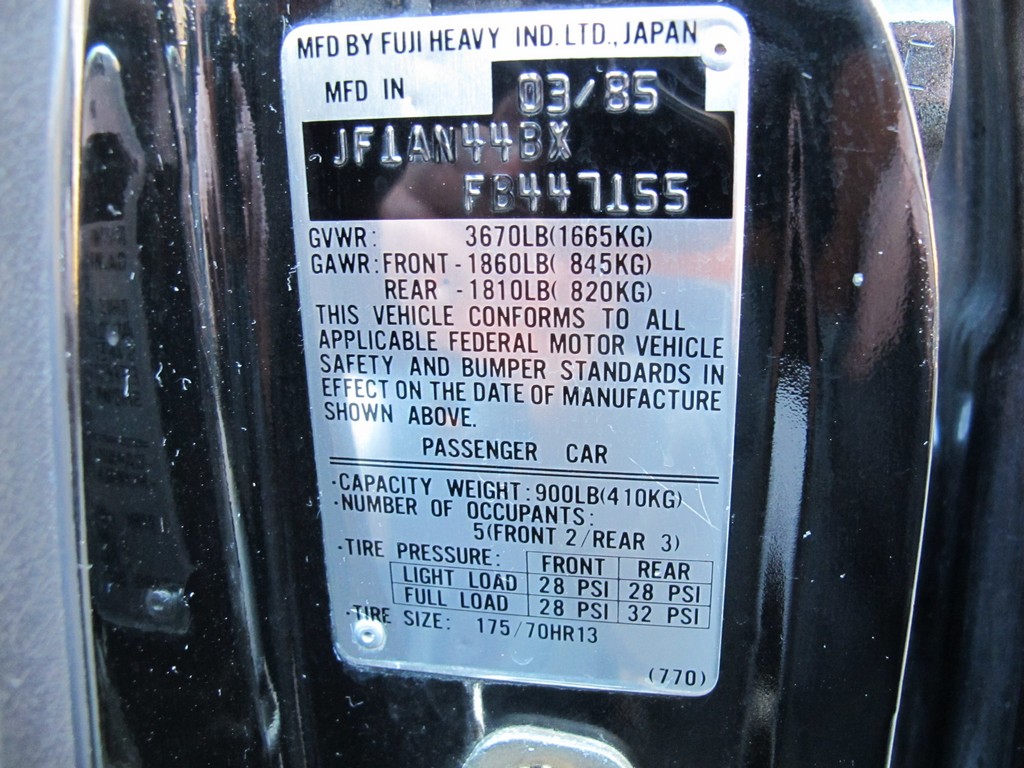 MFD BY FUJI HEAVY IND. LTD., JAPAN
MFD IN 03/85
JF1AN44BX
FB447155
GVWR: 3670LB(1665KG)
GAWR: FRONT - 1860LB( 845KG)
REAR - 1810LB( 820KG)
THIS VEHICLE CONFORMS TO ALL
APPLICABLE FEDERAL MOTOR VEHICLE
SAFETY AND BUMPER STANDARDS IN
EFFECT ON THE DATE OF MANUFACTURE
SHOWN ABOVE.
PASSENGER CAR
·CAPACITY WEIGHT: 900LB(410KG)
·NUMBER OF OCCUPANTS:
5(FRONT 2/REAR 3)
·TIRE PRESSURE: FRONT REAR
LIGHT LOAD 28 PSI 28 PSI
FULL LOAD 28 PSI 32 PSI
·TIRE SIZE: 175/70HR13
(770)